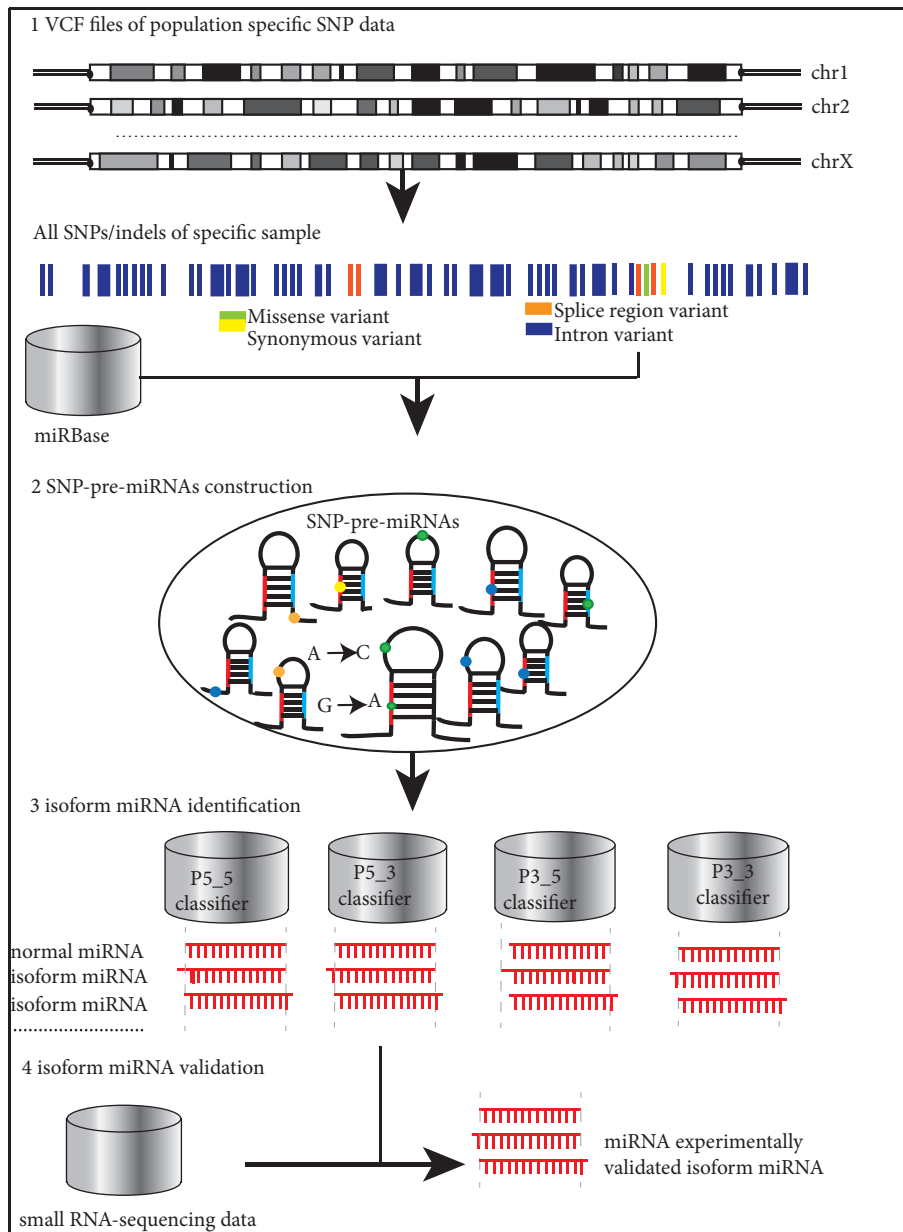 1 VCF files of population specific SNP data
chr1
chr2
chrX
All SNPs/indels of specific sample
Missense variant
Synonymous variant
Splice region variant
Intron variant
miRBase
2 SNP-pre-miRNAs construction
SNP-pre-miRNAs
A C
G A
3 isoform miRNA identification
P5_5
classifier
P5_3
classifier
P3_5
classifier
P3_3
classifier
normal miRNA
isoform miRNA
isoform miRNA
4 isoform miRNA validation
miRNA experimentally
validated isoform miRNA
small RNA-sequencing data